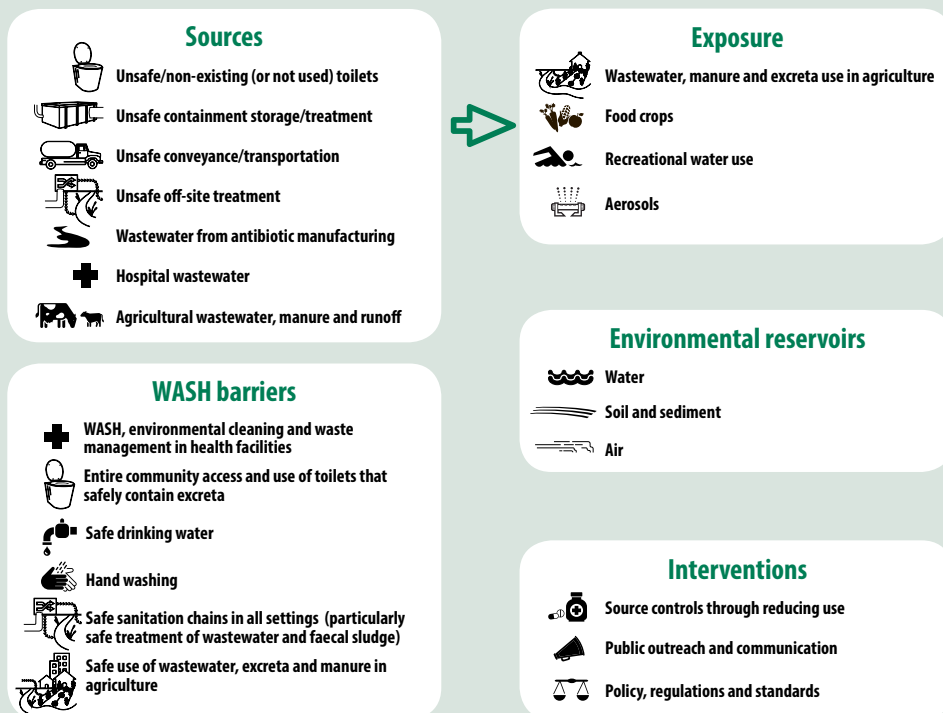 Sources
Unsafe/non-existing (or not used) toilets
Unsafe containment storage/treatment
Unsafe conveyance/transportation
Unsafe off-site treatment
Wastewater from antibiotic manufacturing
Hospital wastewater
Agricultural wastewater, manure and runoff
Exposure
Wastewater, manure and excreta use in agriculture
Food crops
Recreational water use
Aerosols
WASH barriers
WASH, environmental cleaning and waste
management in health facilities
Entire community access and use of toilets that
safely contain excreta
Safe drinking water
Hand washing
Safe sanitation chains in all settings (particularly
safe treatment of wastewater and faecal sludge)
Safe use of wastewater, excreta and manure in
agriculture
Environmental reservoirs
Water
Soil and sediment
Air
Interventions
Source controls through reducing use
Public outreach and communication
Policy, regulations and standards